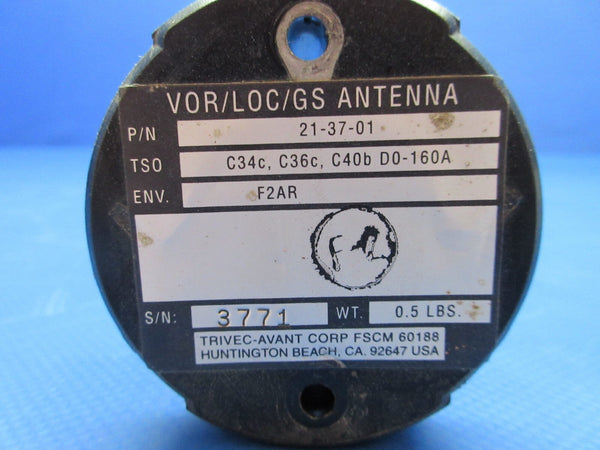 VOR/LOC/GS ANTENNA
P/N 21-37-01
TSO C34c, C36c, C40b DO-160A
ENV. F2AR
S/N: 3771 WT. 0.5 LBS.
TRIVEC-AVANT CORP FSCM 60188
HUNTINGTON BEACH, CA. 92647 USA